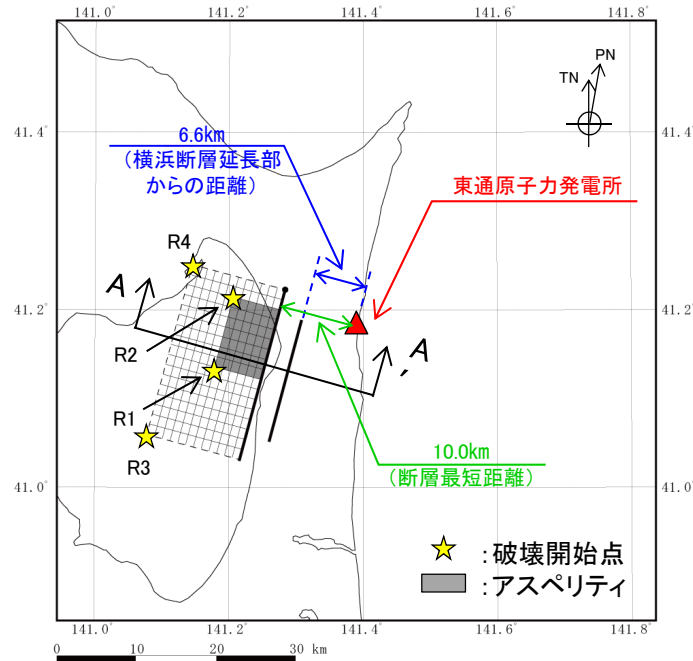 141.0°
141.2°
141.4°
141.6°
141.8°
PN
TN
41.4°
41.4°
6.6km
(横浜断層延長部
からの距離)
東通原子力発電所
R4
A
41.2°
41.2°
R2
, A
R1
R3
10.0km
(断層最短距離)
41.0°
41.0°
:破壊開始点
:アスペリティ
141.0°
141.2°
141.4°
141.6°
141.8°
0 10 20 30 km